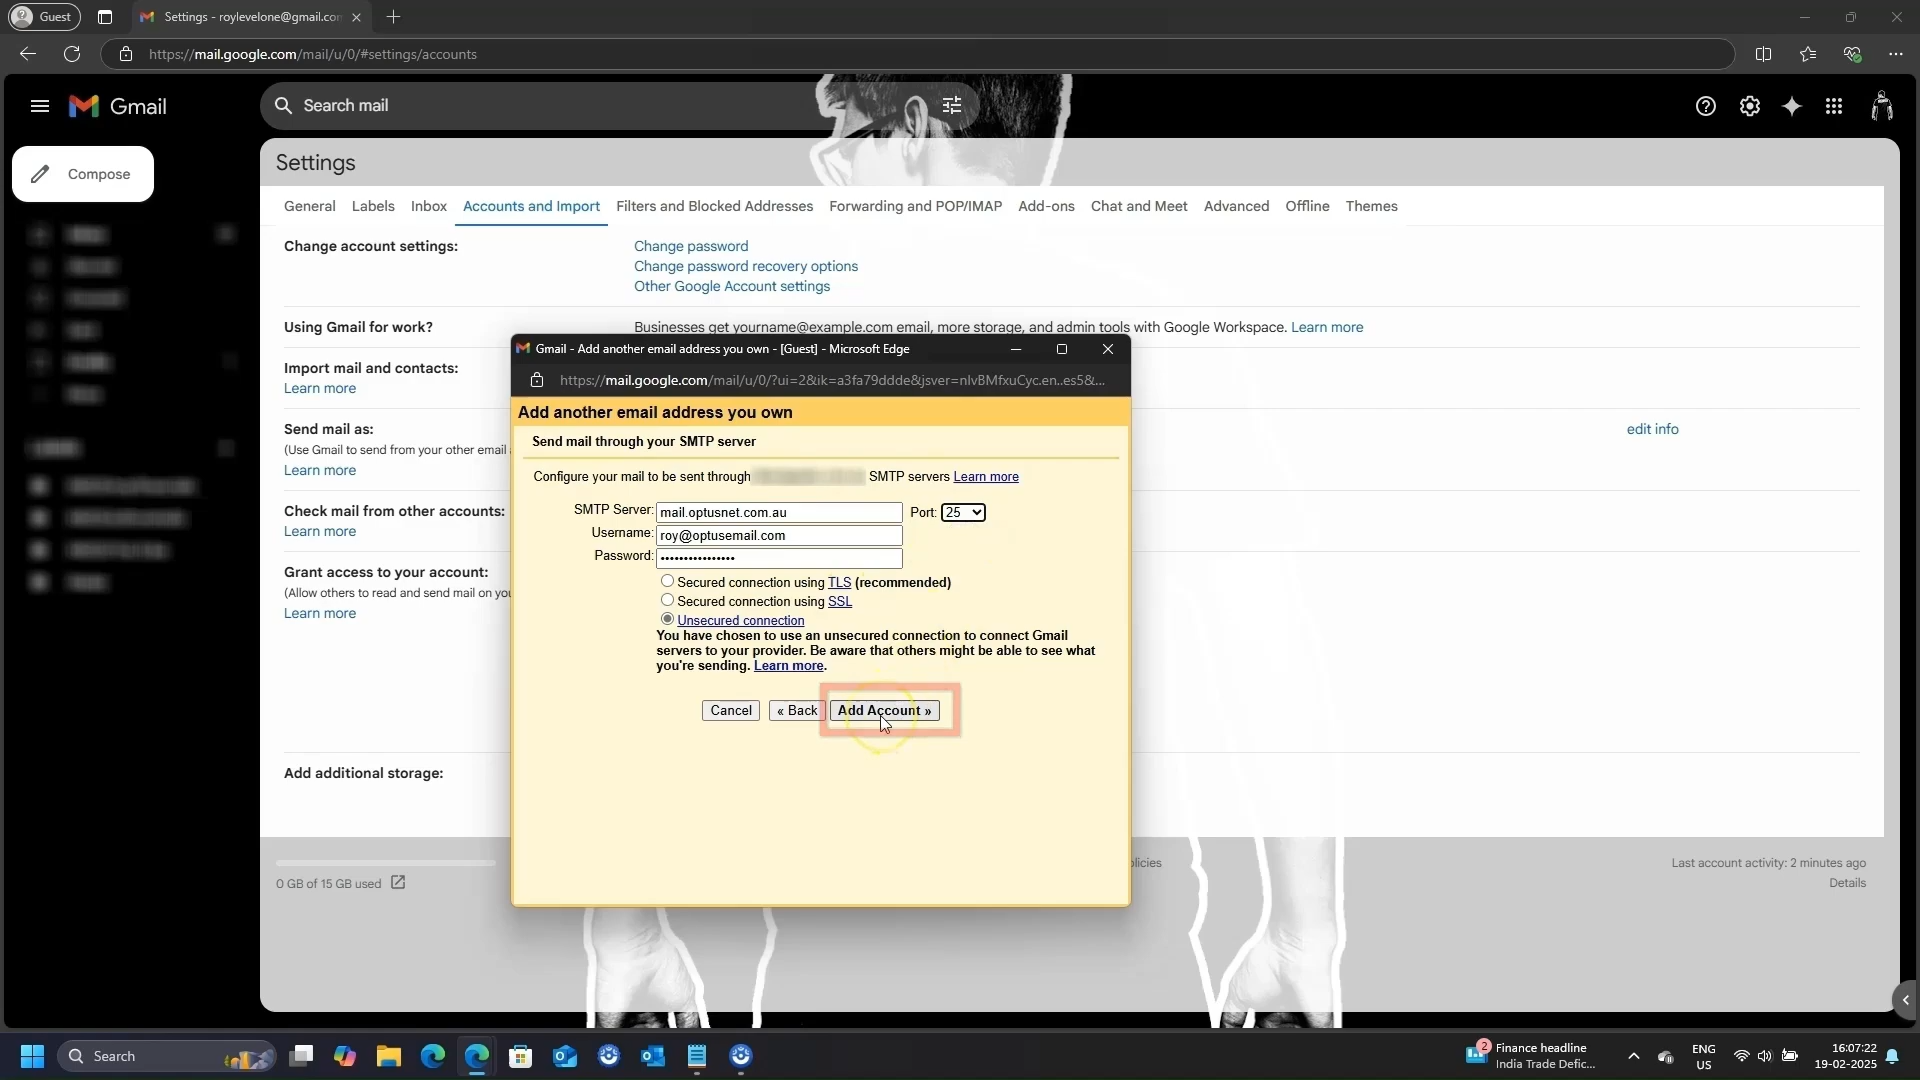 Guest
Settings - roylevelone@gmail.com
https://mail.google.com/mail/u/0/#settings/accounts
Gmail
Search mail
Compose
Settings
General Labels Inbox Accounts and Import Filters and Blocked Addresses Forwarding and POP/IMAP Add-ons Chat and Meet Advanced Offline Themes
Change account settings:
Change password
Change password recovery options
Other Google Account settings
Using Gmail for work?
Businesses get yourname@example.com email, more storage, and admin tools with Google Workspace. Learn more
Import mail and contacts:
Learn more
Send mail as:
(Use Gmail to send from your other email
Learn more
edit info
Check mail from other accounts:
Learn more
Grant access to your account:
(Allow others to read and send mail on
Learn more
Add additional storage:
0 GB of 15 GB used
Last account activity: 2 minutes ago
Details
Gmail - Add another email address you own - [Guest] - Microsoft Edge
https://mail.google.com/mail/u/0/?ui=2&ik=a3fa79ddde&jsver=nlvBMfxuCyc.en..es5&...
Add another email address you own
Send mail through your SMTP server
Configure your mail to be sent through SMTP servers Learn more
SMTP Server: mail.optusnet.com.au Port: 25
Username: roy@optusemail.com
Password: •••••••••••••••
Secured connection using TLS (recommended)
Secured connection using SSL
Unsecured connection
You have chosen to use an unsecured connection to connect Gmail
servers to your provider. Be aware that others might be able to see what
you're sending. Learn more.
Cancel « Back Add Account »
Search
2
Finance headline
India Trade Defic...
ENG
US
16:07:22
19-02-2025